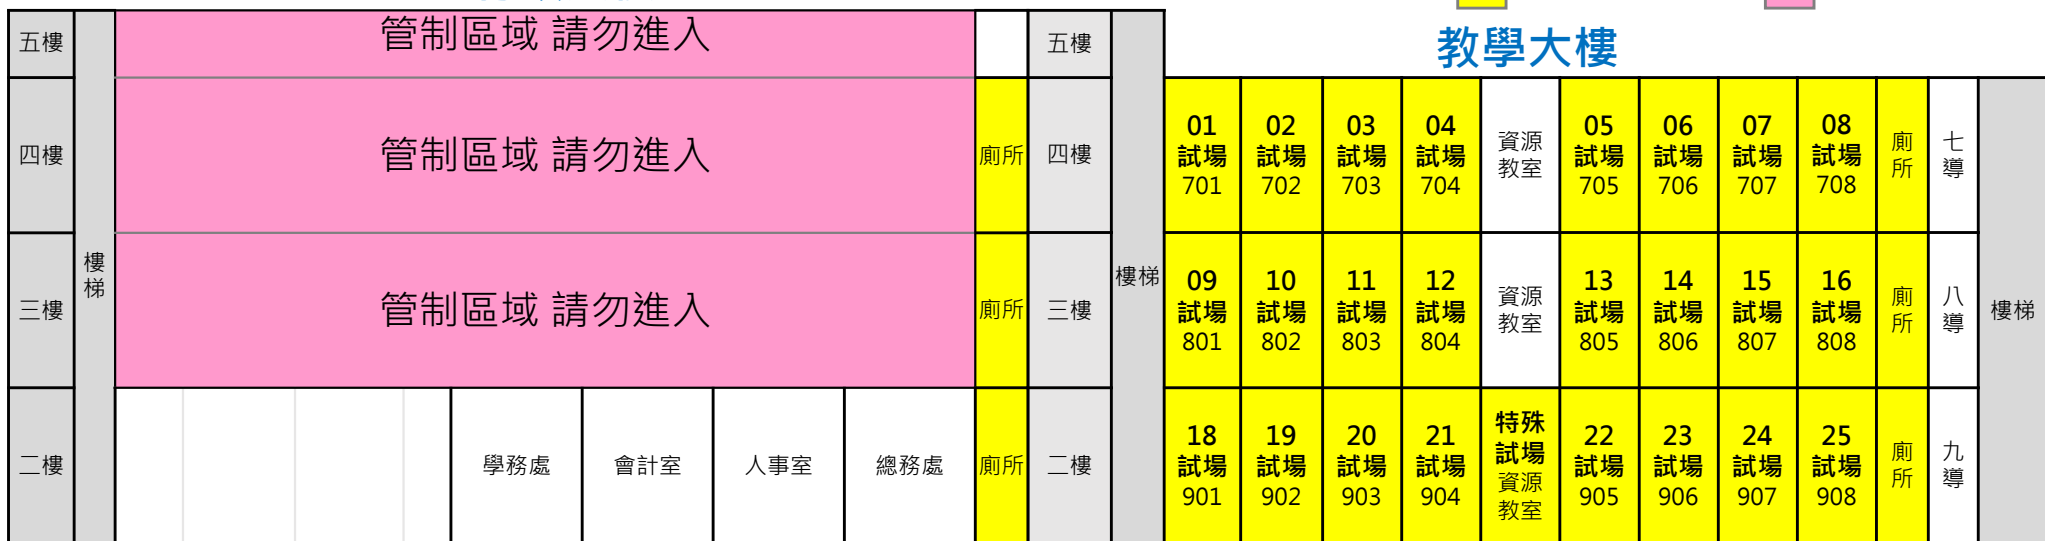 教學大樓
五樓
管制區域 請勿進入
五樓
四樓
管制區域 請勿進入
廁所
四樓
01
試場
701
02
試場
702
03
試場
703
04
試場
704
資源
教室
05
試場
705
06
試場
706
07
試場
707
08
試場
708
廁
所
七
導
樓
梯
樓梯
樓梯
三樓
管制區域 請勿進入
廁所
三樓
09
試場
801
10
試場
802
11
試場
803
12
試場
804
資源
教室
13
試場
805
14
試場
806
15
試場
807
16
試場
808
廁
所
八
導
二樓
學務處
會計室
人事室
總務處
廁所
二樓
18
試場
901
19
試場
902
20
試場
903
21
試場
904
特殊
試場
資源
教室
22
試場
905
23
試場
906
24
試場
907
25
試場
908
廁
所
九
導